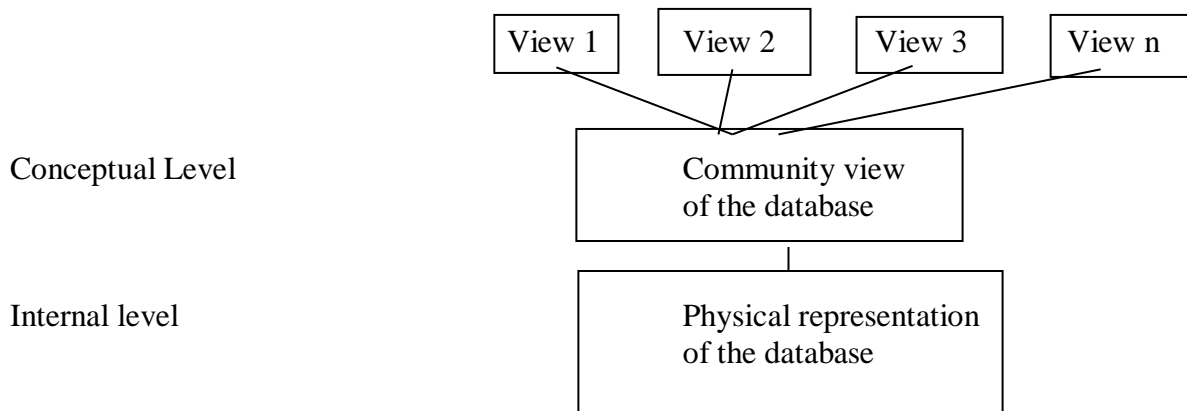 View 1 View 2 View 3 View n
Conceptual Level Community view
of the database
Internal level Physical representation
of the database